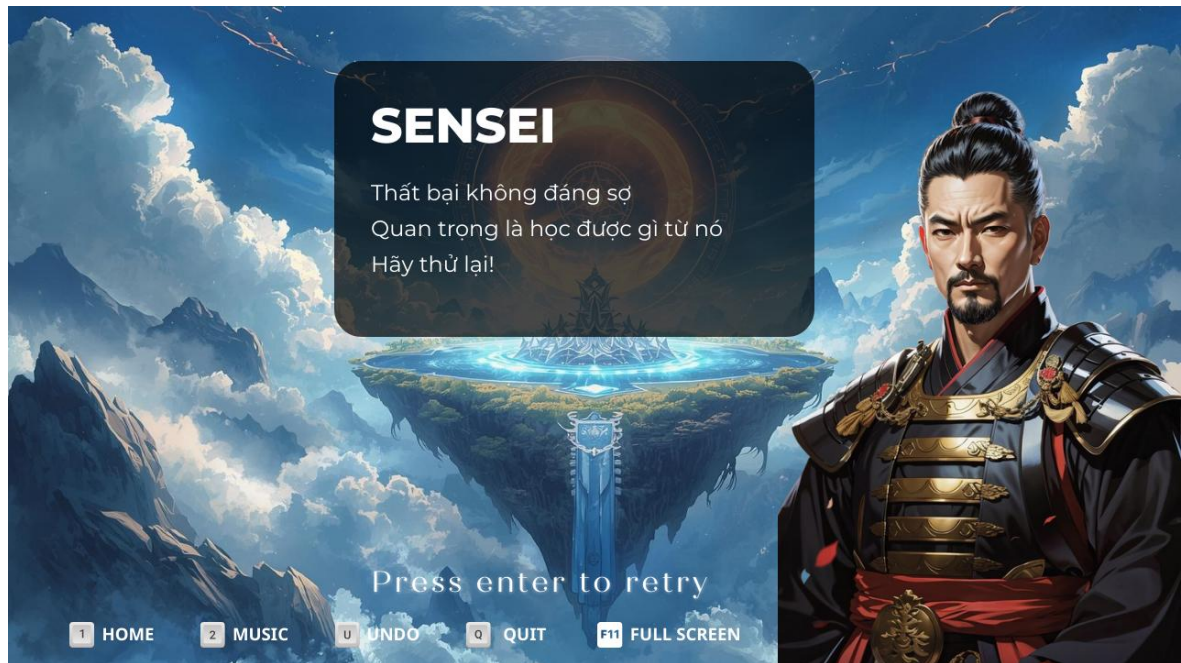 SENSEI
Thất bại không đáng sợ
Quan trọng là học được gì từ nó
Hãy thử lại!
Press enter to retry
1 HOME 2 MUSIC U UNDO Q QUIT F11 FULL SCREEN